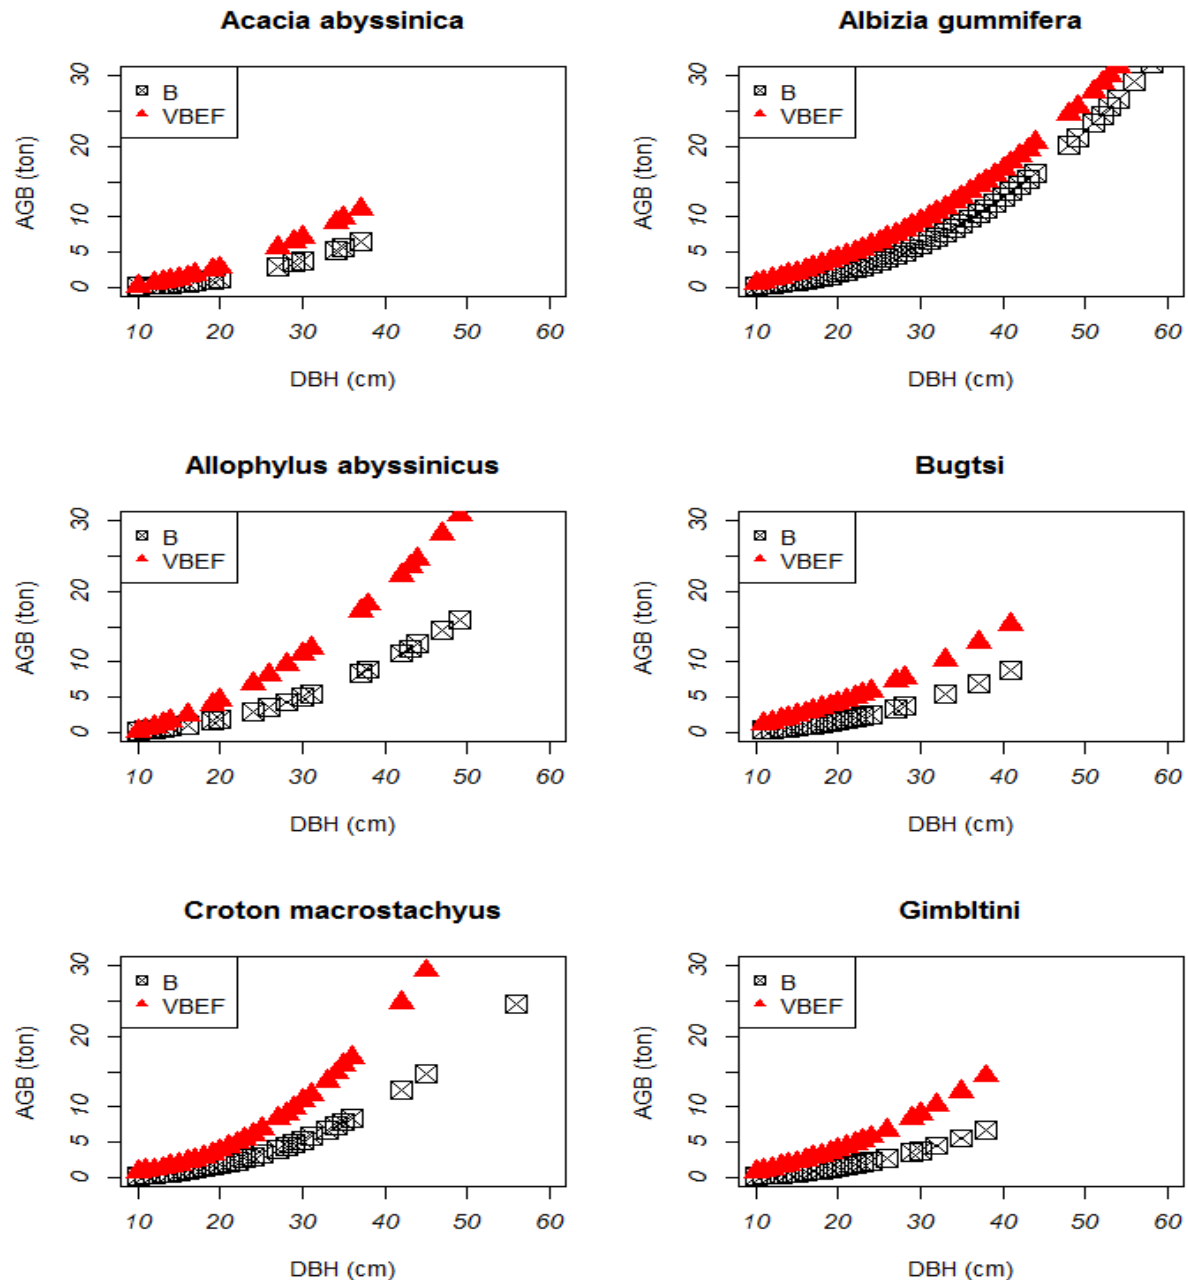 Acacia abyssinica
B
VBEF
AGB (ton)
0 5 10 20 30
10 20 30 40 50 60
DBH (cm)
Albizia gummifera
B
VBEF
AGB (ton)
0 5 10 20 30
10 20 30 40 50 60
DBH (cm)
Allophylus abyssinicus
B
VBEF
AGB (ton)
0 5 10 20 30
10 20 30 40 50 60
DBH (cm)
Bugtsi
B
VBEF
AGB (ton)
0 5 10 20 30
10 20 30 40 50 60
DBH (cm)
Croton macrostachyus
B
VBEF
AGB (ton)
0 5 10 20 30
10 20 30 40 50 60
DBH (cm)
Gimbltini
B
VBEF
AGB (ton)
0 5 10 20 30
10 20 30 40 50 60
DBH (cm)